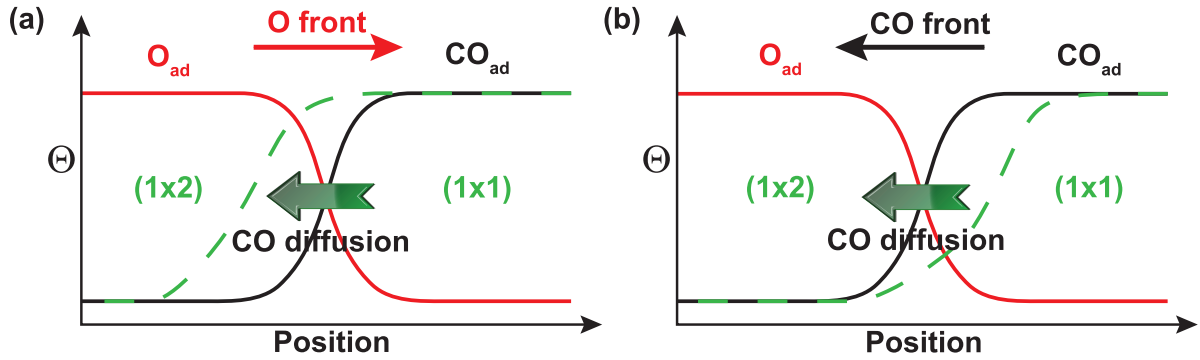 (a)
O front
O_ad
CO_ad
Θ
(1x2)
(1x1)
CO diffusion
Position
(b)
CO front
O_ad
CO_ad
Θ
(1x2)
(1x1)
CO diffusion
Position